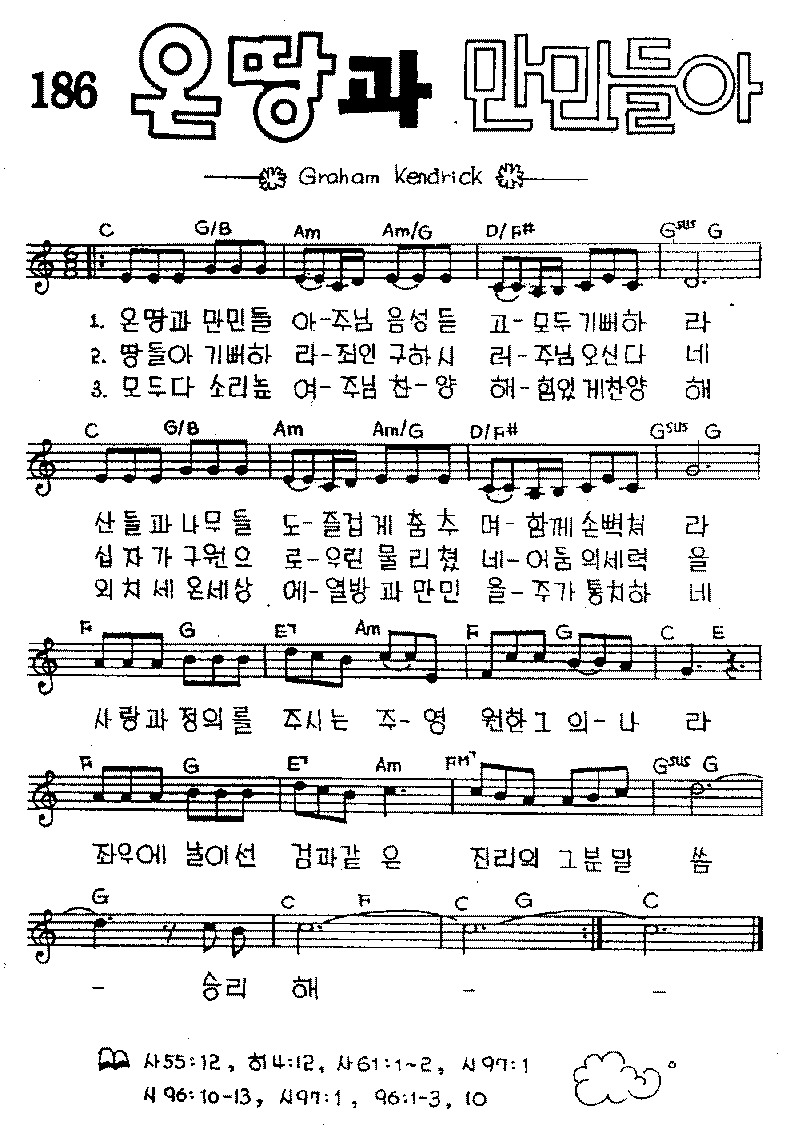 186 온땅과 만민들아
Graham Kendrick
C G/B Am Am/G D/F# Gsus G
1. 온땅과 만민들 아-주님 음성듣 고-모두기뻐하 라
2. 땅들아 기뻐하 라-죄인 구하시 러-주님오신다 네
3. 모두다 소리높 여-주님 찬-양 해-힘있게찬양 해
C G/B Am Am/G D/F# Gsus G
산들과 나무들 도-즐겁게 춤추 며-함께손뼉쳐 라
십자가 구원으 로-우린 물리쳤 네-어둠의세력 을
외치세 온세상 에-열방과 만민 을-주가통치하 네
F G E7 Am F G C E
사랑과 정의를 주시는 주-영 원한그 의-나 라
F G E7 Am FM7 Gsus G
좌우에 날이선 검과같은 진리의 그분말 씀
G C F C G C
- 승리 해 - -
사55:12, 히4:12, 사61:1~2, 시97:1
시96:10-13, 시97:1, 96:1-3, 10